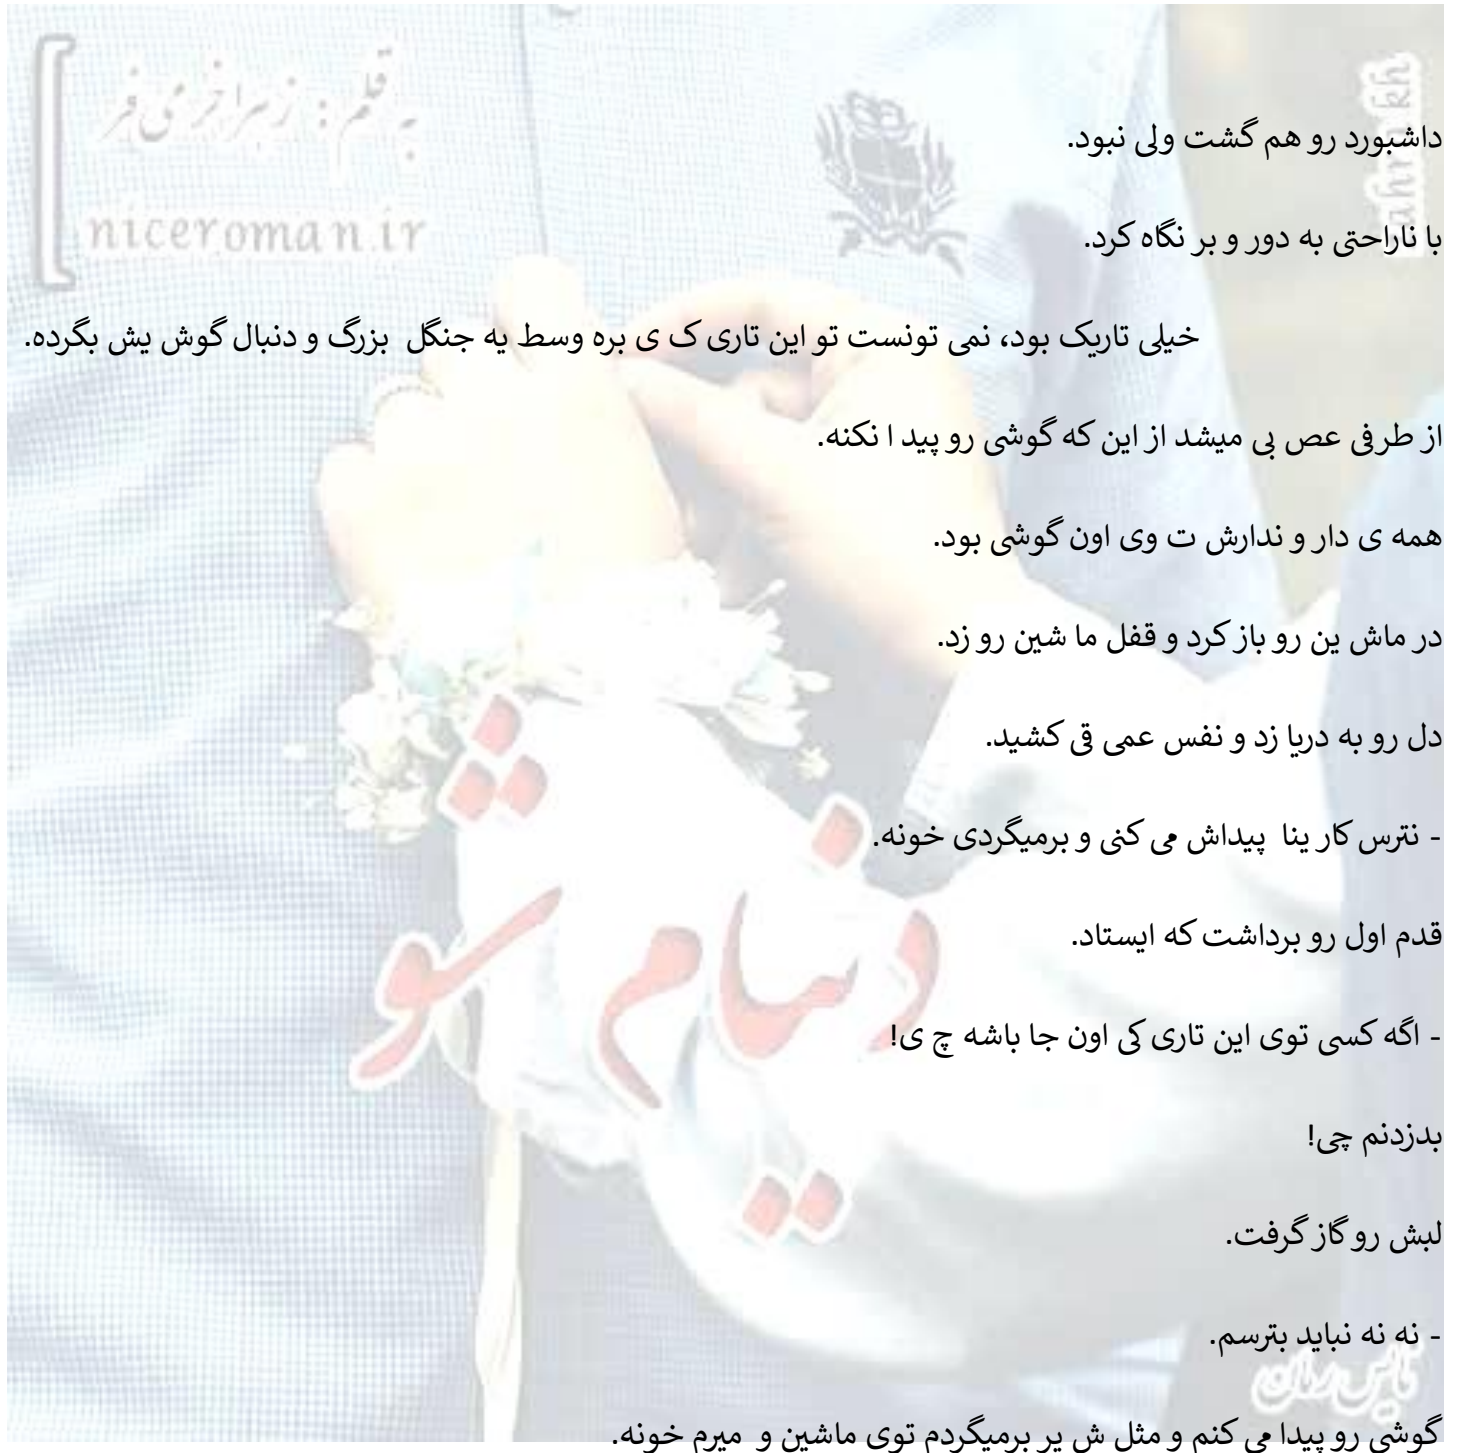 به قلم: زهرا خرمی فر
niceroman.ir
داشبورد رو هم گشت ولی نبود.
با ناراحتی به دور و بر نگاه کرد.
خیلی تاریک بود، نمی تونست تو این تاری ک ی بره وسط یه جنگل بزرگ و دنبال گوش یش بگرده.
از طرفی عص بی میشد از این که گوشی رو پید ا نکنه.
همه ی دار و ندارش ت وی اون گوشی بود.
در ماش ین رو باز کرد و قفل ما شین رو زد.
دل رو به دریا زد و نفس عمی قی کشید.
- نترس کار ینا پیداش می کنی و برمیگردی خونه.
قدم اول رو برداشت که ایستاد.
- اگه کسی توی این تاری کی اون جا باشه چ ی!
بدزدنم چی!
لبش رو گاز گرفت.
- نه نه نباید بترسم.
گوشی رو پیدا می کنم و مثل ش یر برمیگردم توی ماشین و میرم خونه.
دنیام شو
نایس رمان